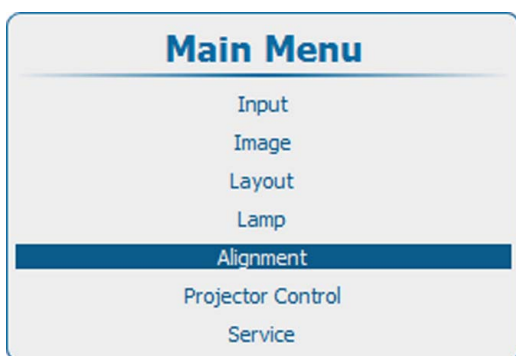 Main Menu
Input
Image
Layout
Lamp
Alignment
Projector Control
Service